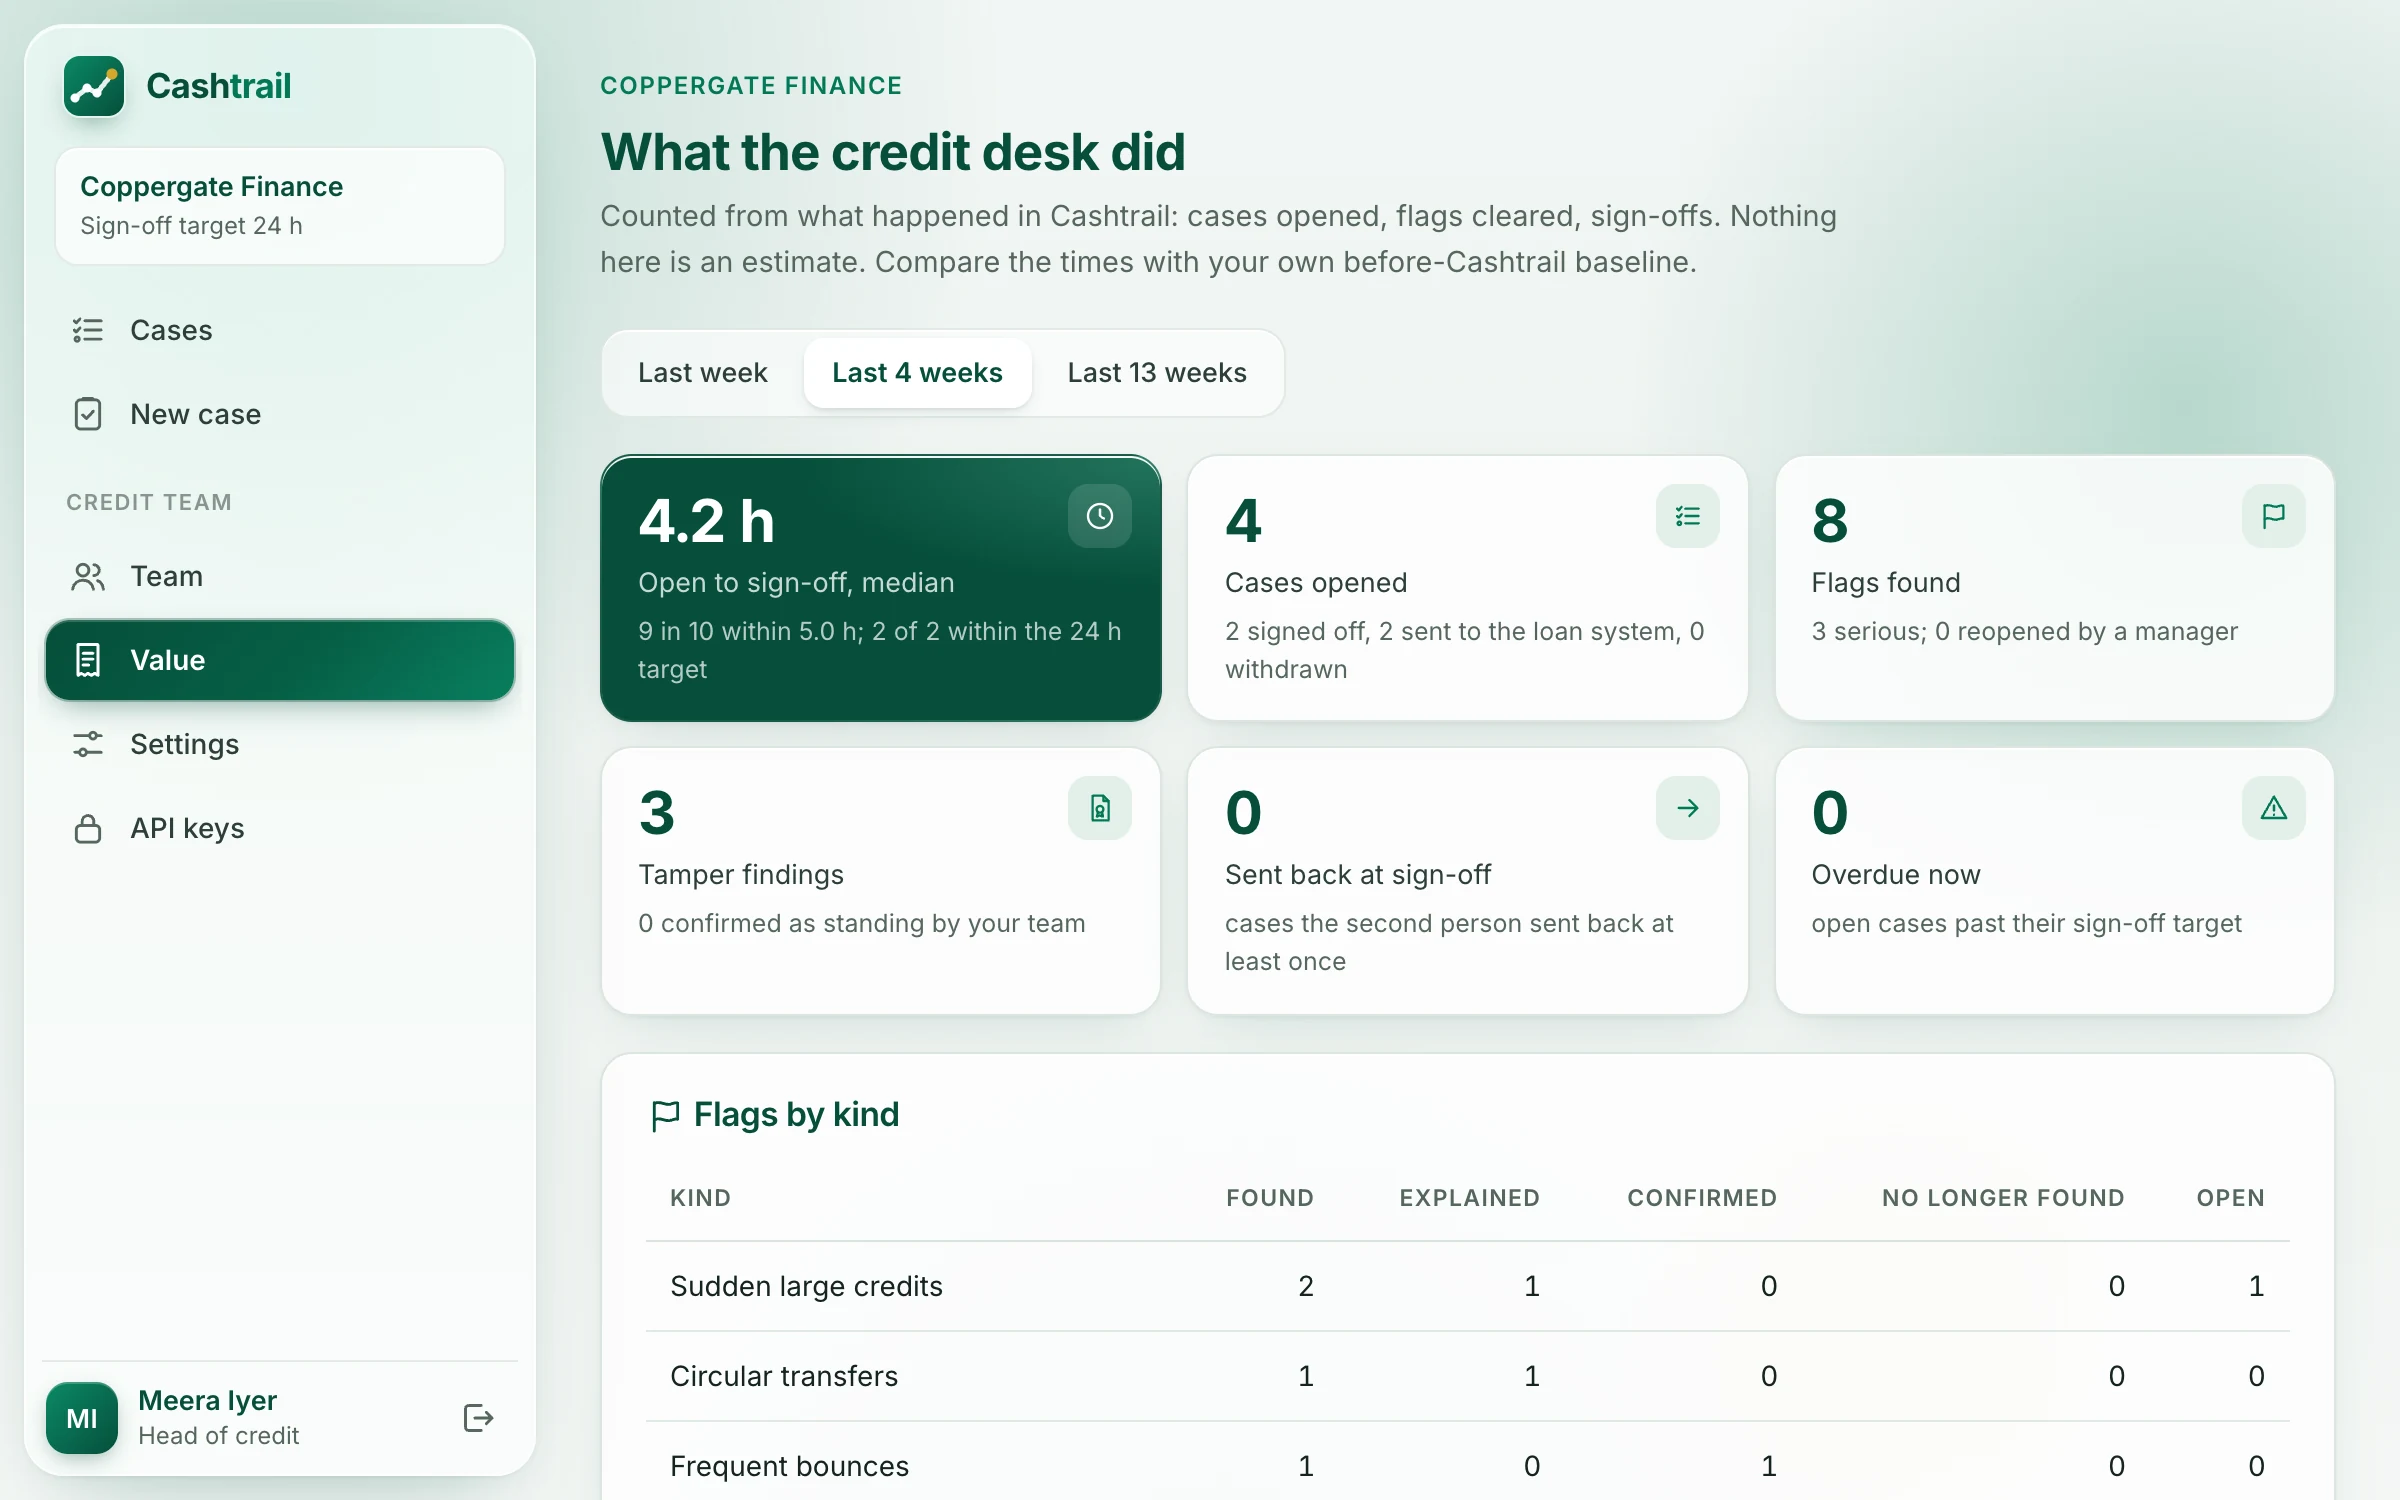 Cashtrail
Coppergate Finance
Sign-off target 24 h
Cases
New case
CREDIT TEAM
Team
Value
Settings
API keys
MI
Meera Iyer
Head of credit
COPPERGATE FINANCE
What the credit desk did
Counted from what happened in Cashtrail: cases opened, flags cleared, sign-offs. Nothing
here is an estimate. Compare the times with your own before-Cashtrail baseline.
Last week
Last 4 weeks
Last 13 weeks
4.2 h
Open to sign-off, median
9 in 10 within 5.0 h; 2 of 2 within the 24 h
target
4
Cases opened
2 signed off, 2 sent to the loan system, 0
withdrawn
8
Flags found
3 serious; 0 reopened by a manager
3
Tamper findings
0 confirmed as standing by your team
0
Sent back at sign-off
cases the second person sent back at
least once
0
Overdue now
open cases past their sign-off target
Flags by kind
KIND FOUND EXPLAINED CONFIRMED NO LONGER FOUND OPEN
Sudden large credits 2 1 0 0 1
Circular transfers 1 1 0 0 0
Frequent bounces 1 0 1 0 0